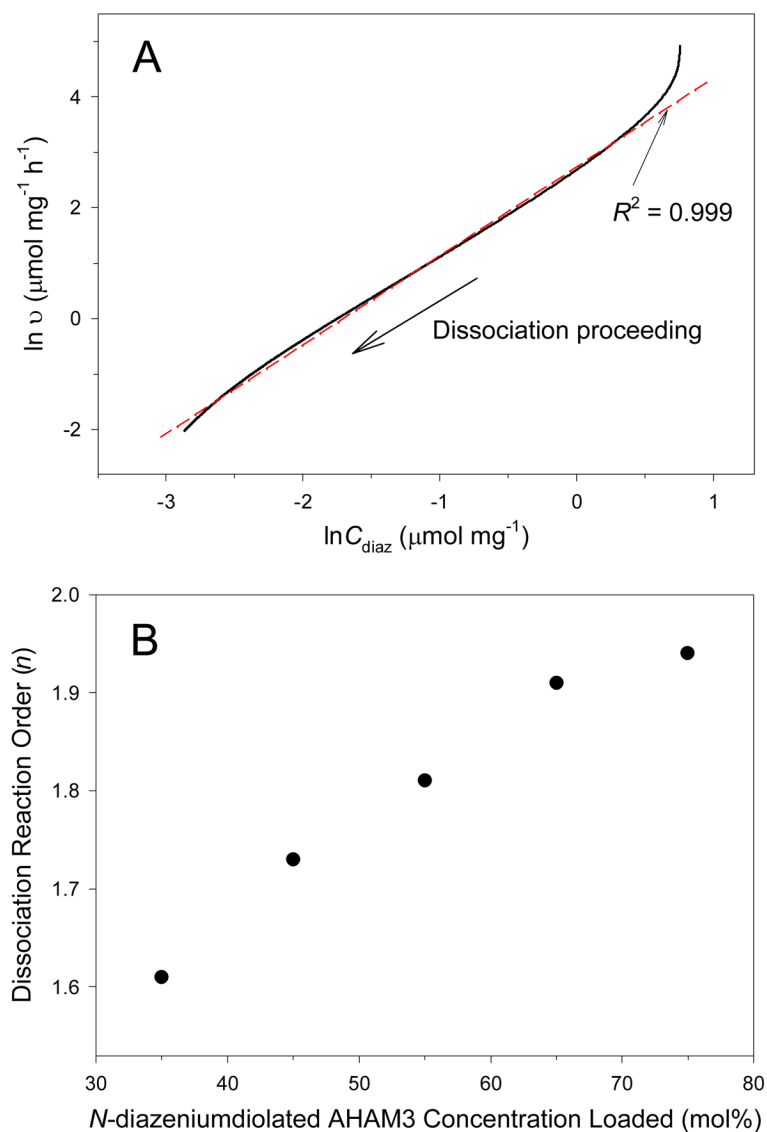 A
4
2
0
-2
ln υ (μmol mg⁻¹ h⁻¹)
R² = 0.999
Dissociation proceeding
-3 -2 -1 0 1
lnC_diaz (μmol mg⁻¹)
B
2.0
1.9
1.8
1.7
1.6
Dissociation Reaction Order (n)
30 40 50 60 70 80
N-diazeniumdiolated AHAM3 Concentration Loaded (mol%)